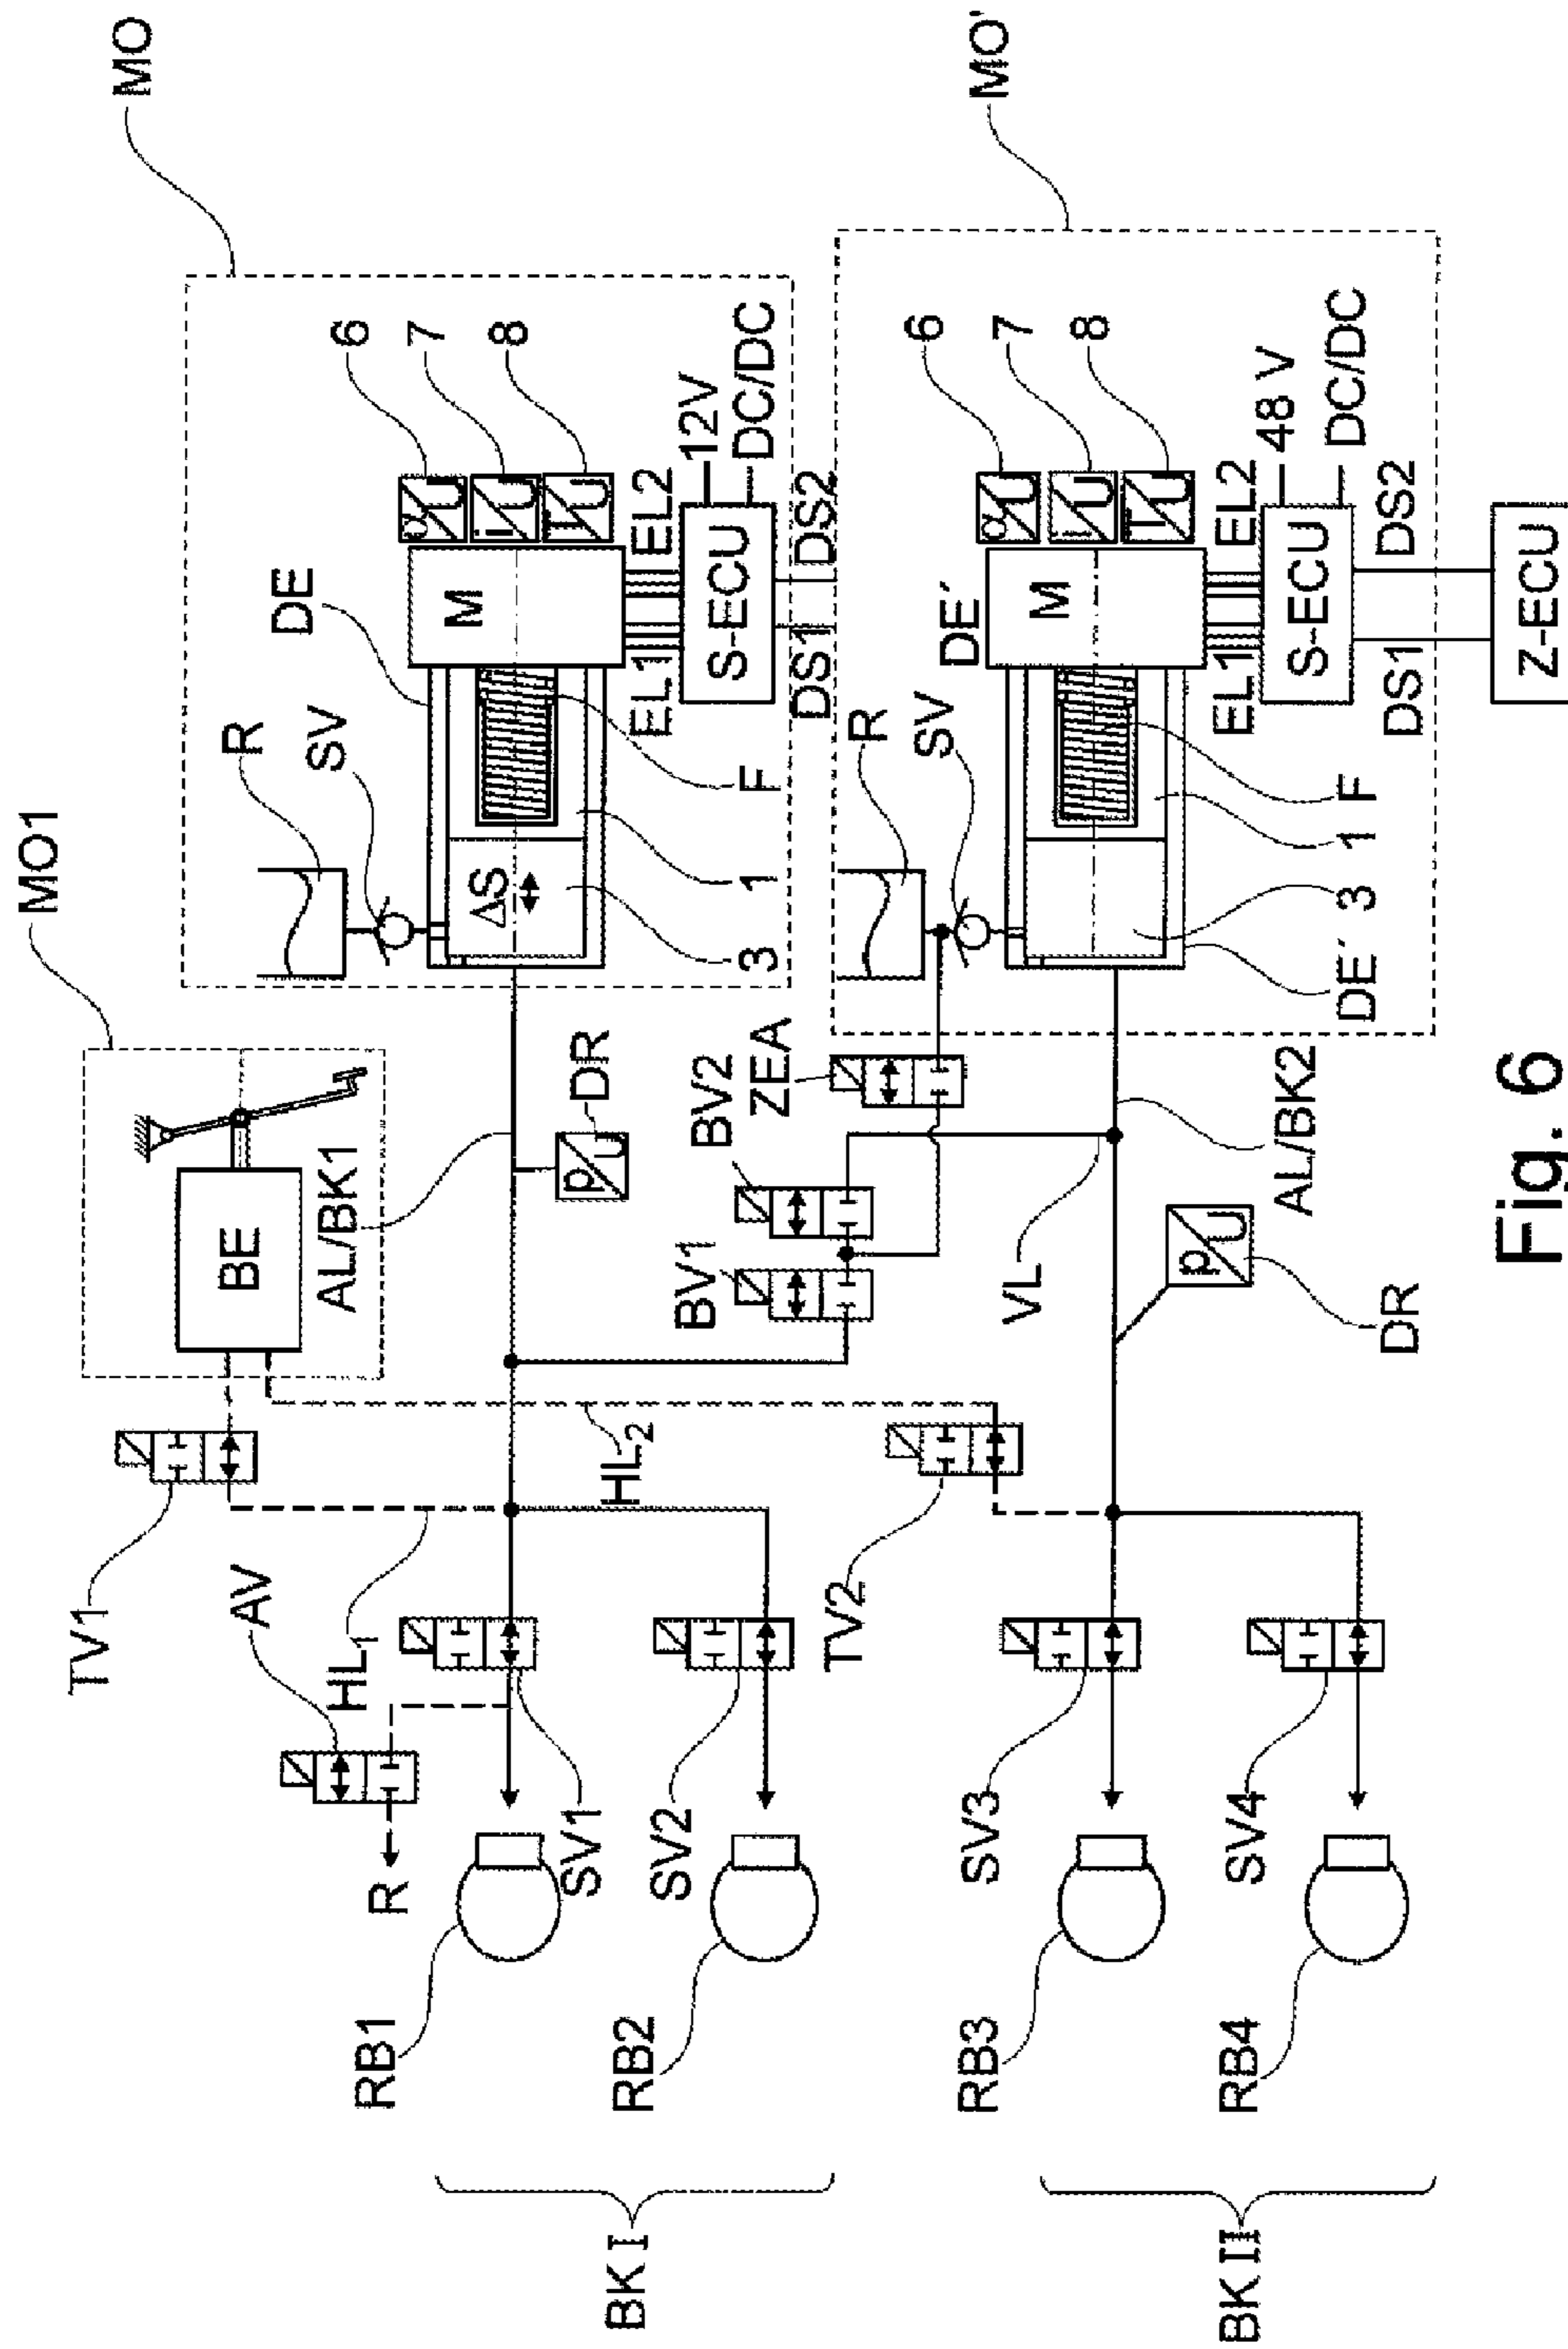 MO
MO1
R
SV
DE
6
7
8
α
U
i
U
T
U
M
12V
DC/DC
EL1
EL2
S-ECU
DS1
DS2
ΔS
3
1
F
MO'
R
SV
DE´
6
7
8
α
U
i
U
T
U
M
48 V
DC/DC
EL1
EL2
S-ECU
DS1
DS2
Z-ECU
DE´
3
1
F
BE
AL/BK1
DR
p
U
BV1
BV2
ZEA
VL
AL/BK2
p
U
DR
TV1
AV
HL1
HL2
TV2
R
SV1
SV2
SV3
SV4
RB1
RB2
RB3
RB4
BK I
BK II
Fig. 6